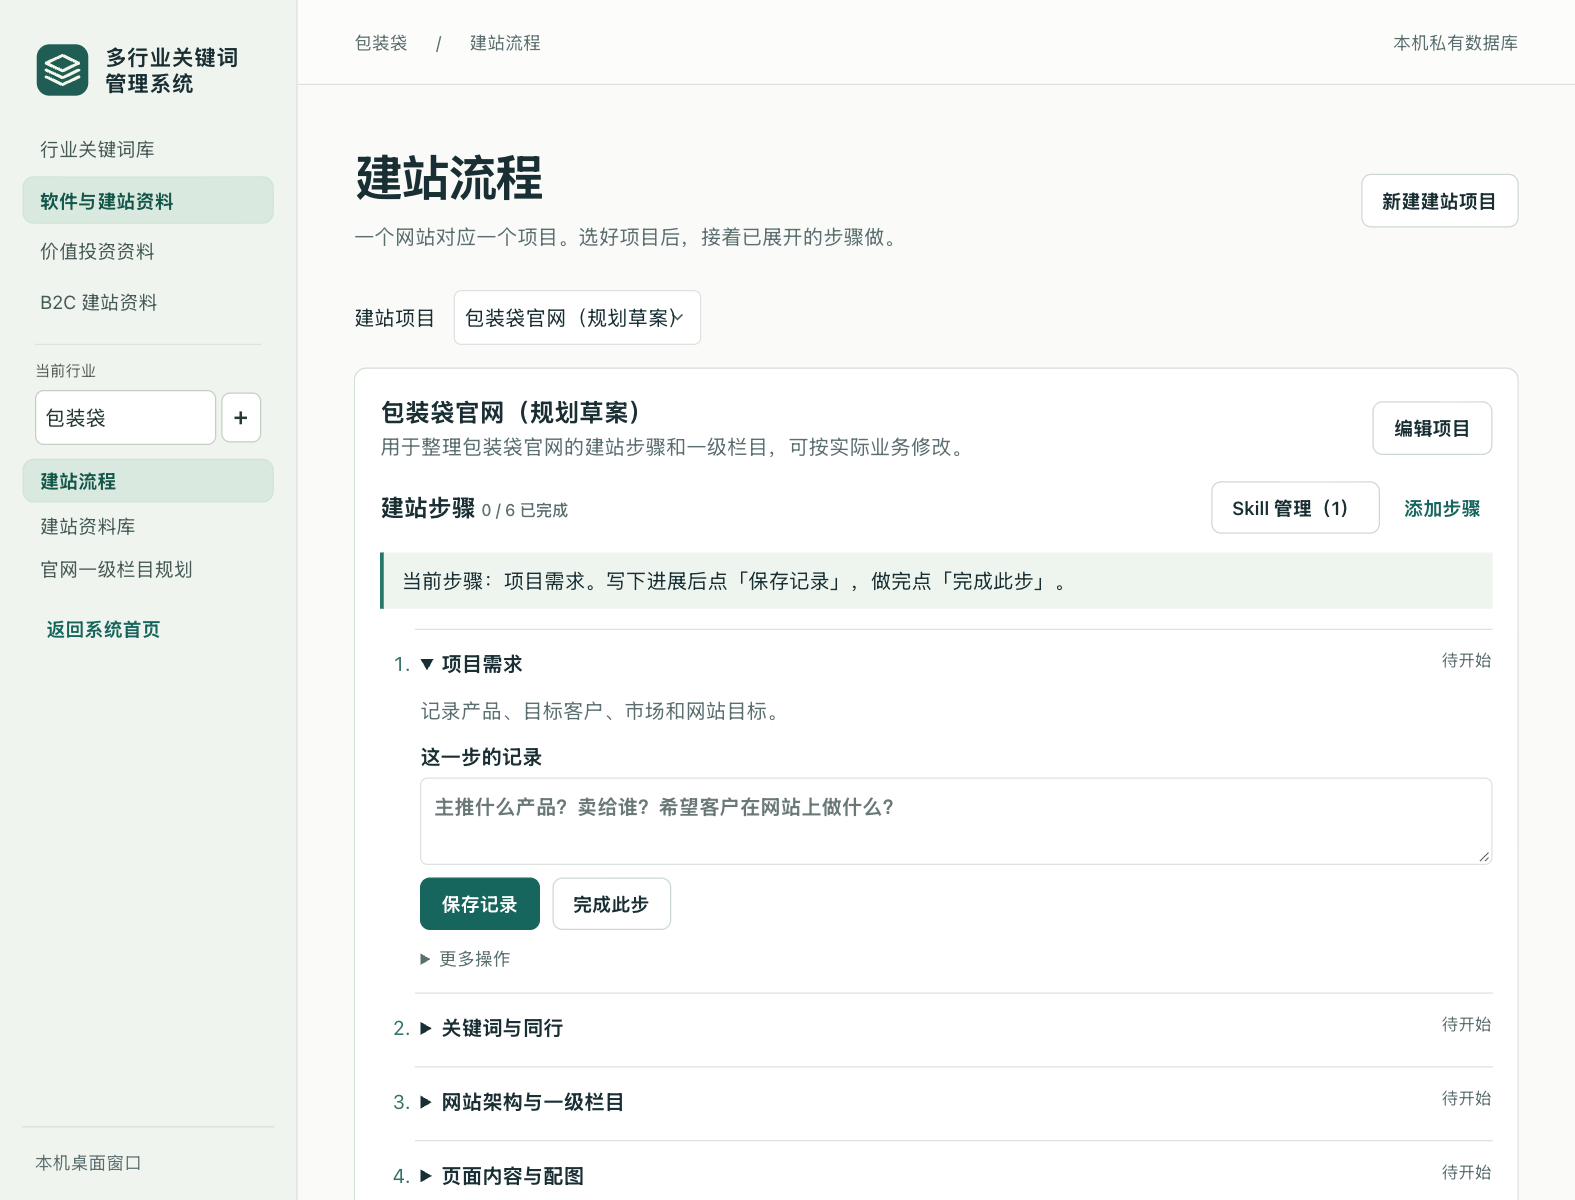 多行业关键词
管理系统
行业关键词库
软件与建站资料
价值投资资料
B2C 建站资料
当前行业
包装袋
+
建站流程
建站资料库
官网一级栏目规划
返回系统首页
本机桌面窗口
包装袋 / 建站流程
本机私有数据库
建站流程
一个网站对应一个项目。选好项目后，接着已展开的步骤做。
新建建站项目
建站项目 包装袋官网（规划草案）
包装袋官网（规划草案）
用于整理包装袋官网的建站步骤和一级栏目，可按实际业务修改。
编辑项目
建站步骤 0 / 6 已完成
Skill 管理（1）
添加步骤
当前步骤：项目需求。写下进展后点「保存记录」，做完点「完成此步」。
1. 项目需求
待开始
记录产品、目标客户、市场和网站目标。
这一步的记录
主推什么产品？卖给谁？希望客户在网站上做什么？
保存记录
完成此步
更多操作
2. 关键词与同行
待开始
3. 网站架构与一级栏目
待开始
4. 页面内容与配图
待开始